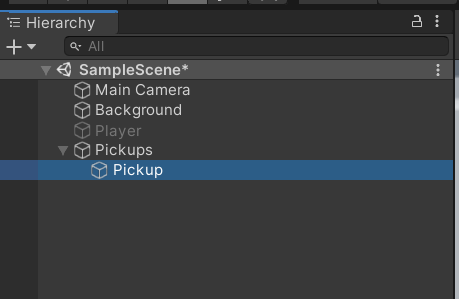 Hierarchy
All
SampleScene*
Main Camera
Background
Player
Pickups
Pickup